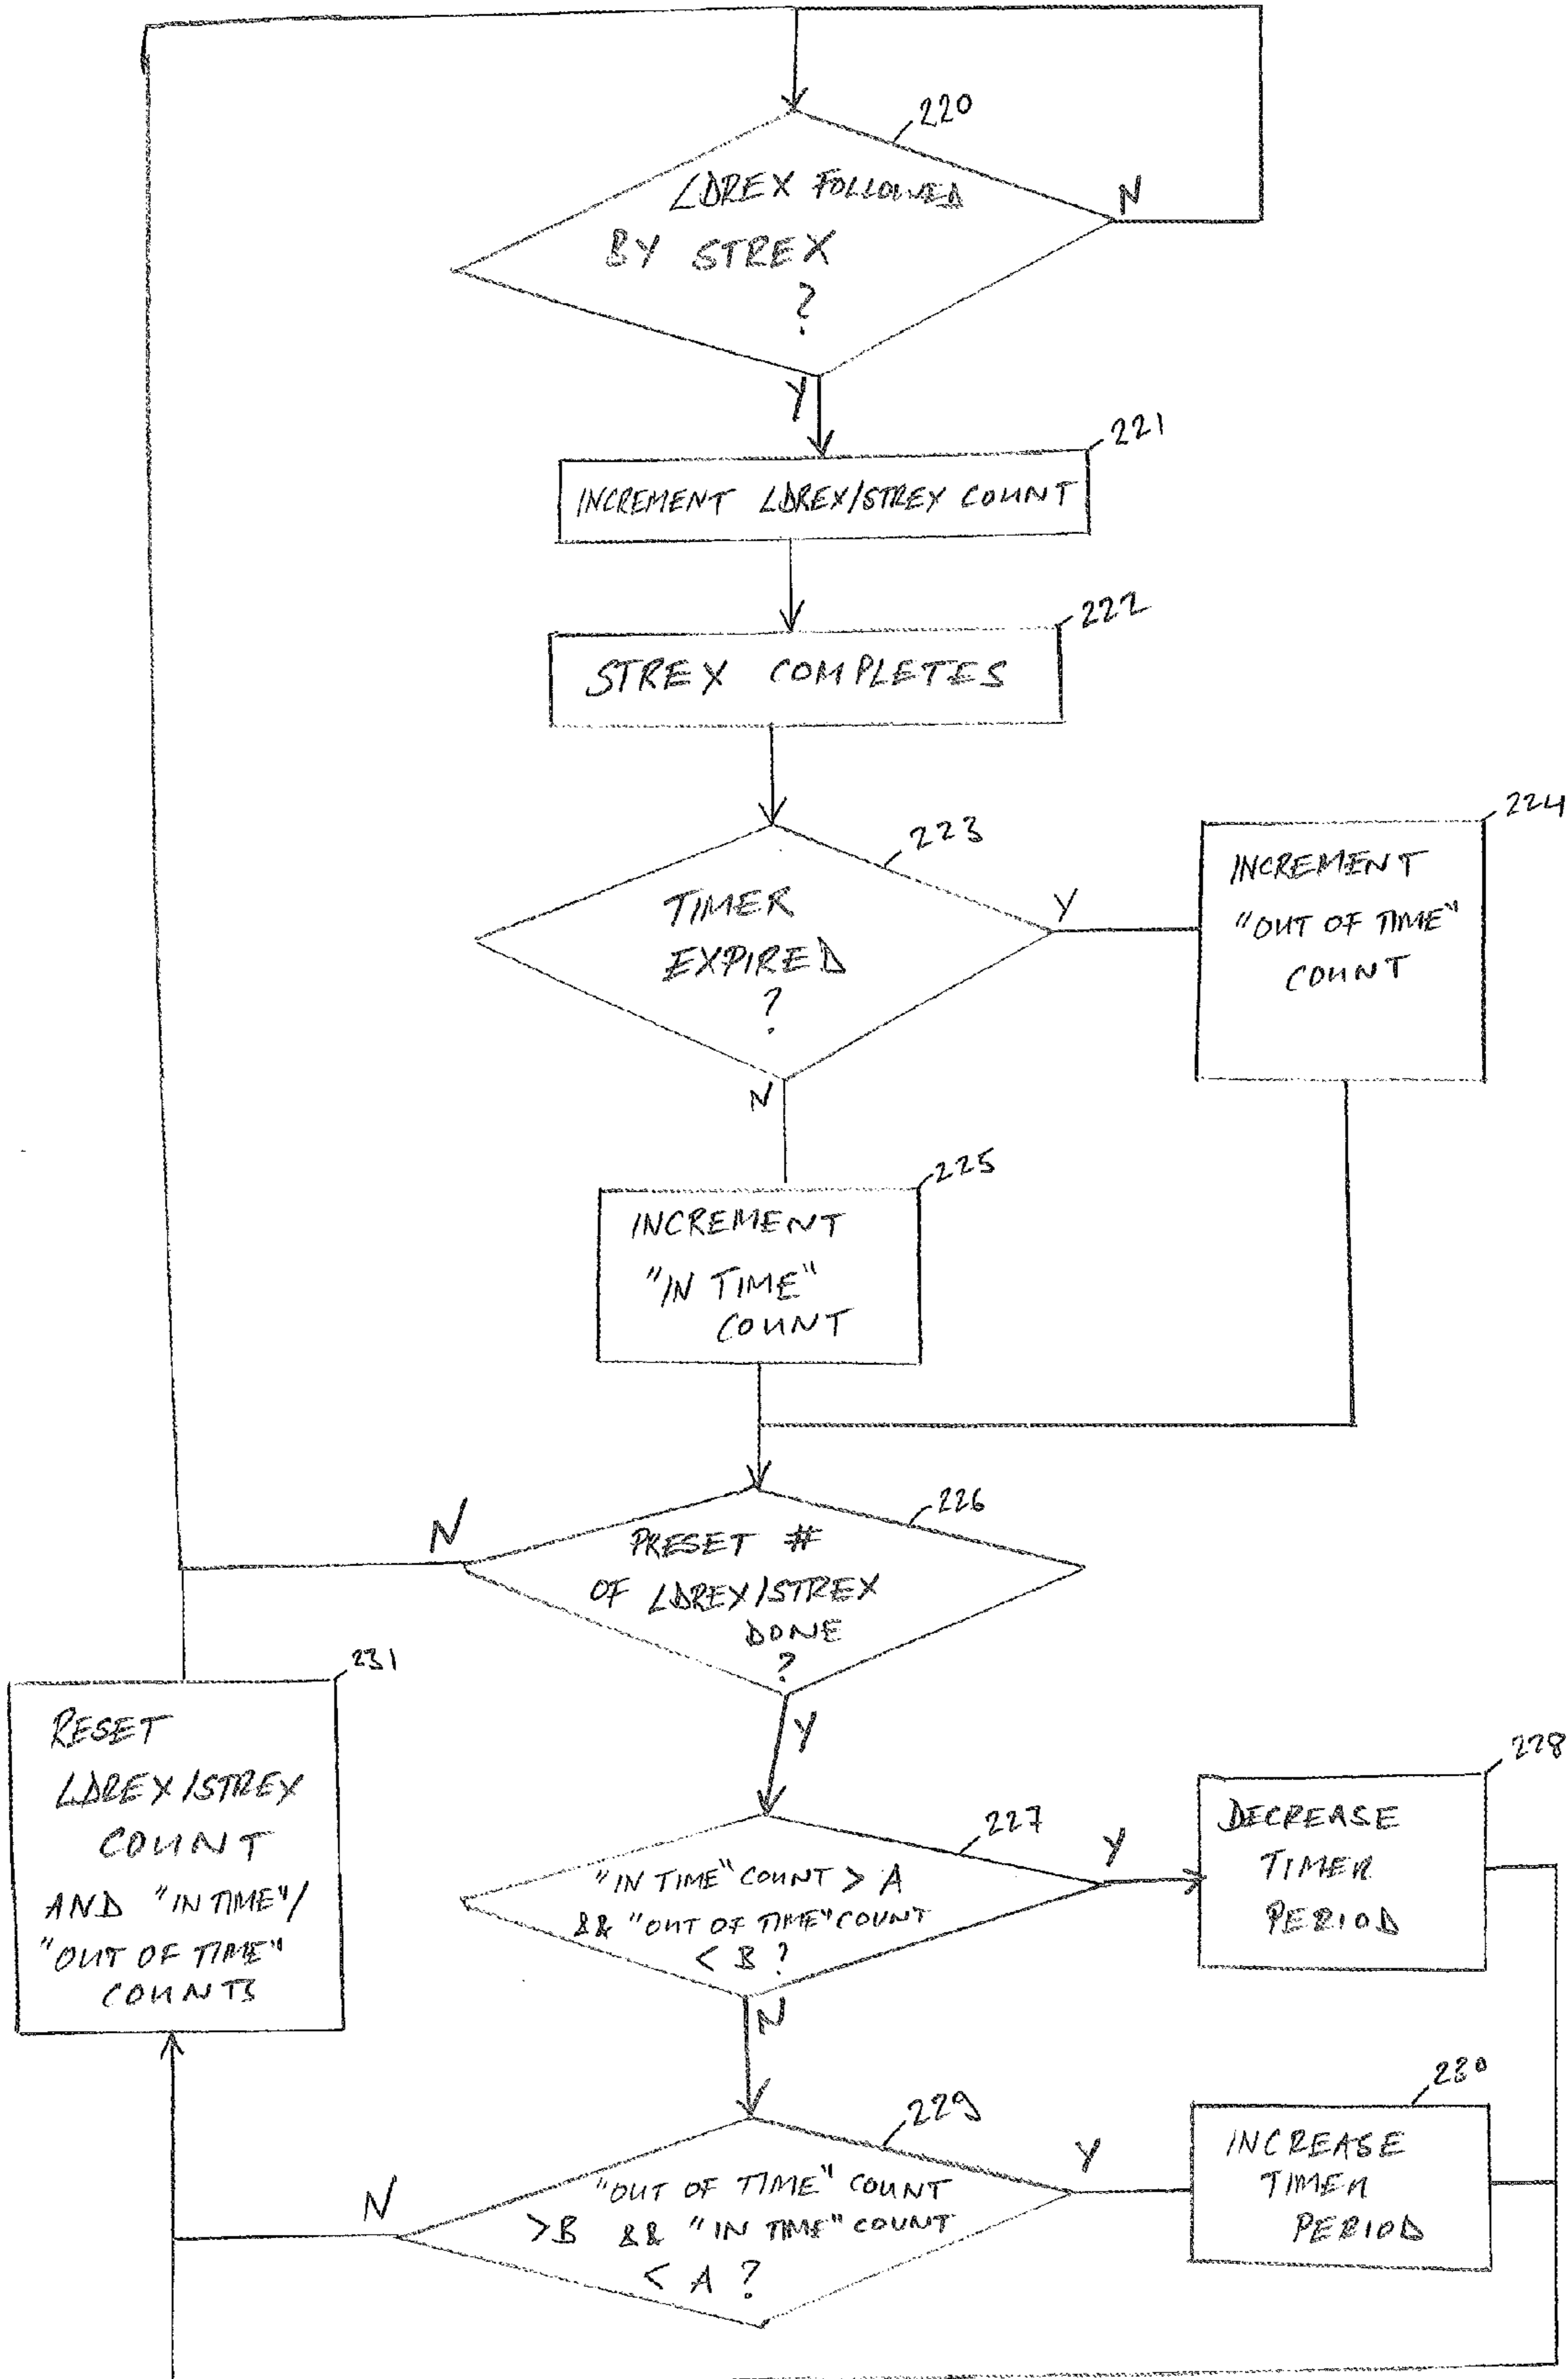 220
LDREX FOLLOWED
N
BY STREX
?
Y
221
INCREMENT LDREX/STREX COUNT
222
STREX COMPLETES
223
TIMER
EXPIRED
?
Y
224
INCREMENT
"OUT OF TIME"
COUNT
N
225
INCREMENT
"IN TIME"
COUNT
226
N
PRESET #
OF LDREX/STREX
DONE
?
Y
231
RESET
LDREX/STREX
COUNT
AND "IN TIME"/
"OUT OF TIME"
COUNTS
227
"IN TIME" COUNT > A
&& "OUT OF TIME" COUNT
< B ?
Y
228
DECREASE
TIMER
PERIOD
N
229
N
"OUT OF TIME" COUNT
>B && "IN TIME" COUNT
< A ?
Y
230
INCREASE
TIMER
PERIOD